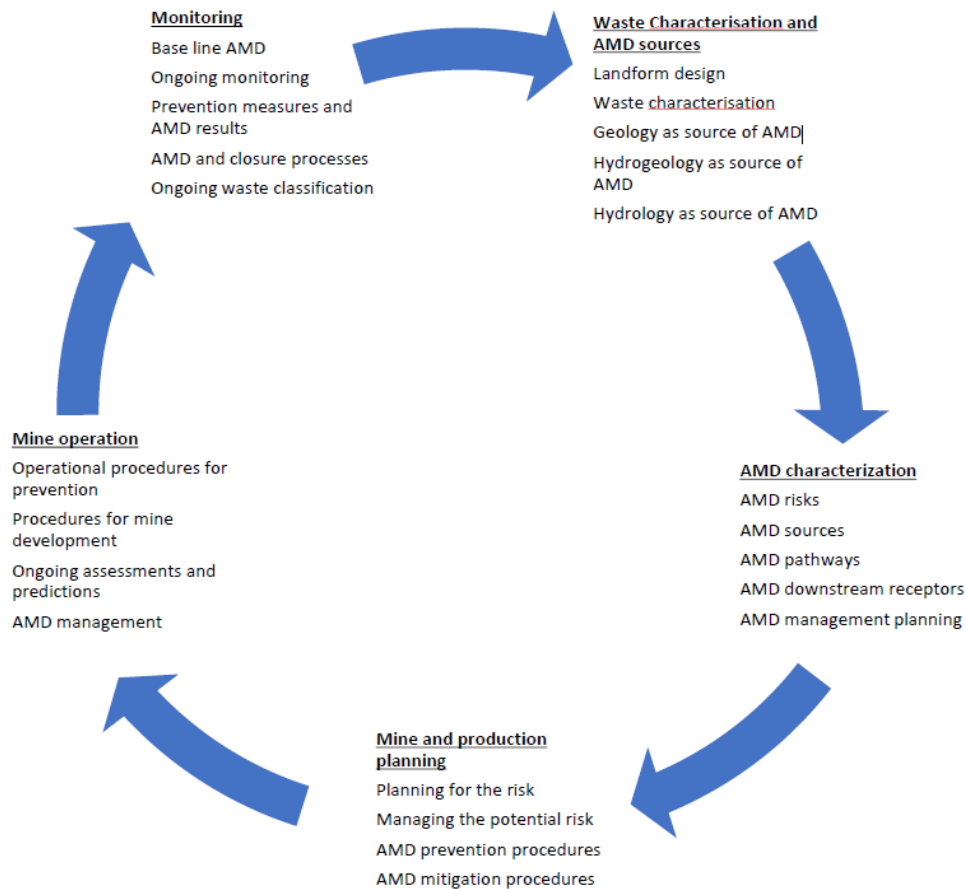 Monitoring
Base line AMD
Ongoing monitoring
Prevention measures and
AMD results
AMD and closure processes
Ongoing waste classification
Waste Characterisation and
AMD sources
Landform design
Waste characterisation
Geology as source of AMD
Hydrogeology as source of
AMD
Hydrology as source of AMD
AMD characterization
AMD risks
AMD sources
AMD pathways
AMD downstream receptors
AMD management planning
Mine and production
planning
Planning for the risk
Managing the potential risk
AMD prevention procedures
AMD mitigation procedures
Mine operation
Operational procedures for
prevention
Procedures for mine
development
Ongoing assessments and
predictions
AMD management